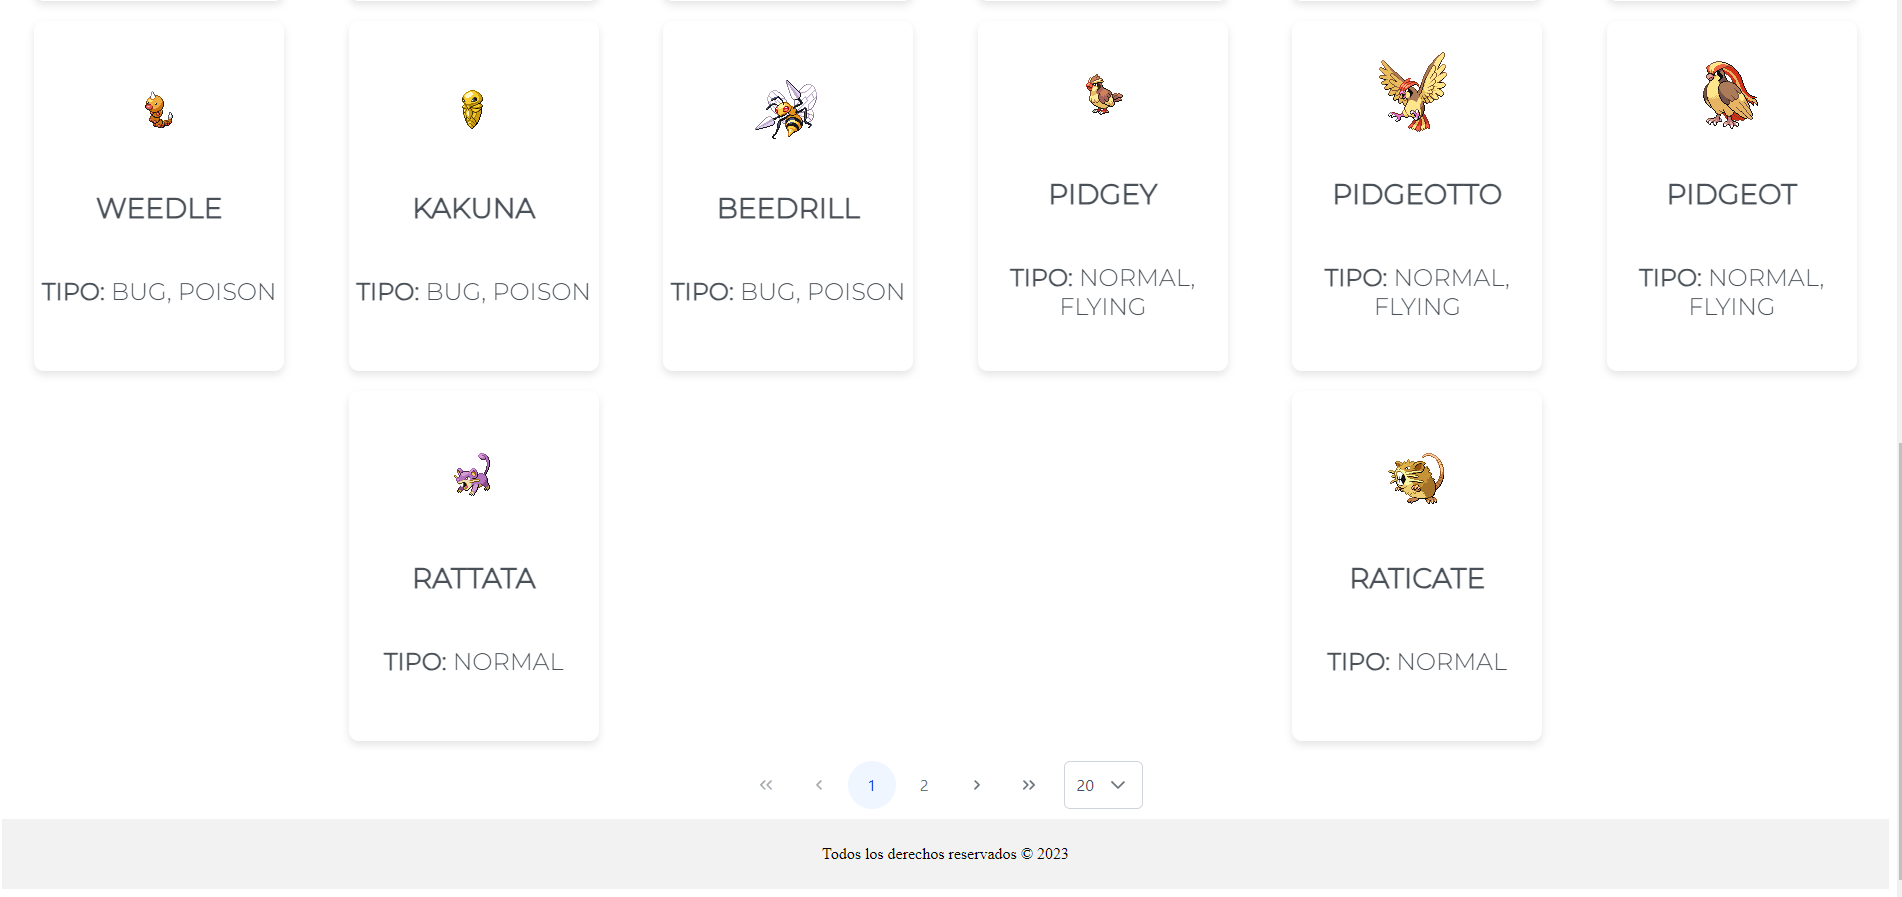 WEEDLE
TIPO: BUG, POISON
KAKUNA
TIPO: BUG, POISON
BEEDRILL
TIPO: BUG, POISON
PIDGEY
TIPO: NORMAL,
FLYING
PIDGEOTTO
TIPO: NORMAL,
FLYING
PIDGEOT
TIPO: NORMAL,
FLYING
RATTATA
TIPO: NORMAL
RATICATE
TIPO: NORMAL
1 2 20
Todos los derechos reservados © 2023